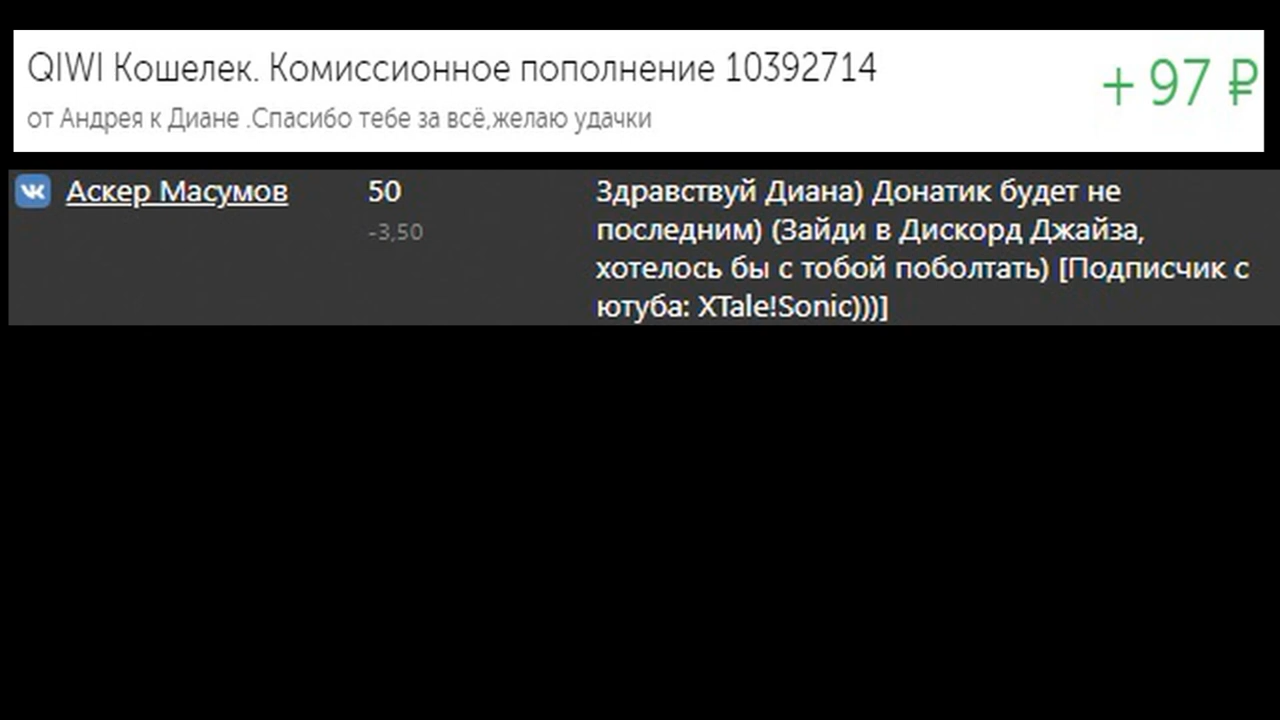 QIWI Кошелек. Комиссионное пополнение 10392714
+ 97 ₽
от Андрея к Диане .Спасибо тебе за всё,желаю удачки
Аскер Масумов 50 Здравствуй Диана) Донатик будет не
-3,50 последним) (Зайди в Дискорд Джайза,
хотелось бы с тобой поболтать) [Подписчик с
ютуба: XTale!Sonic)))]